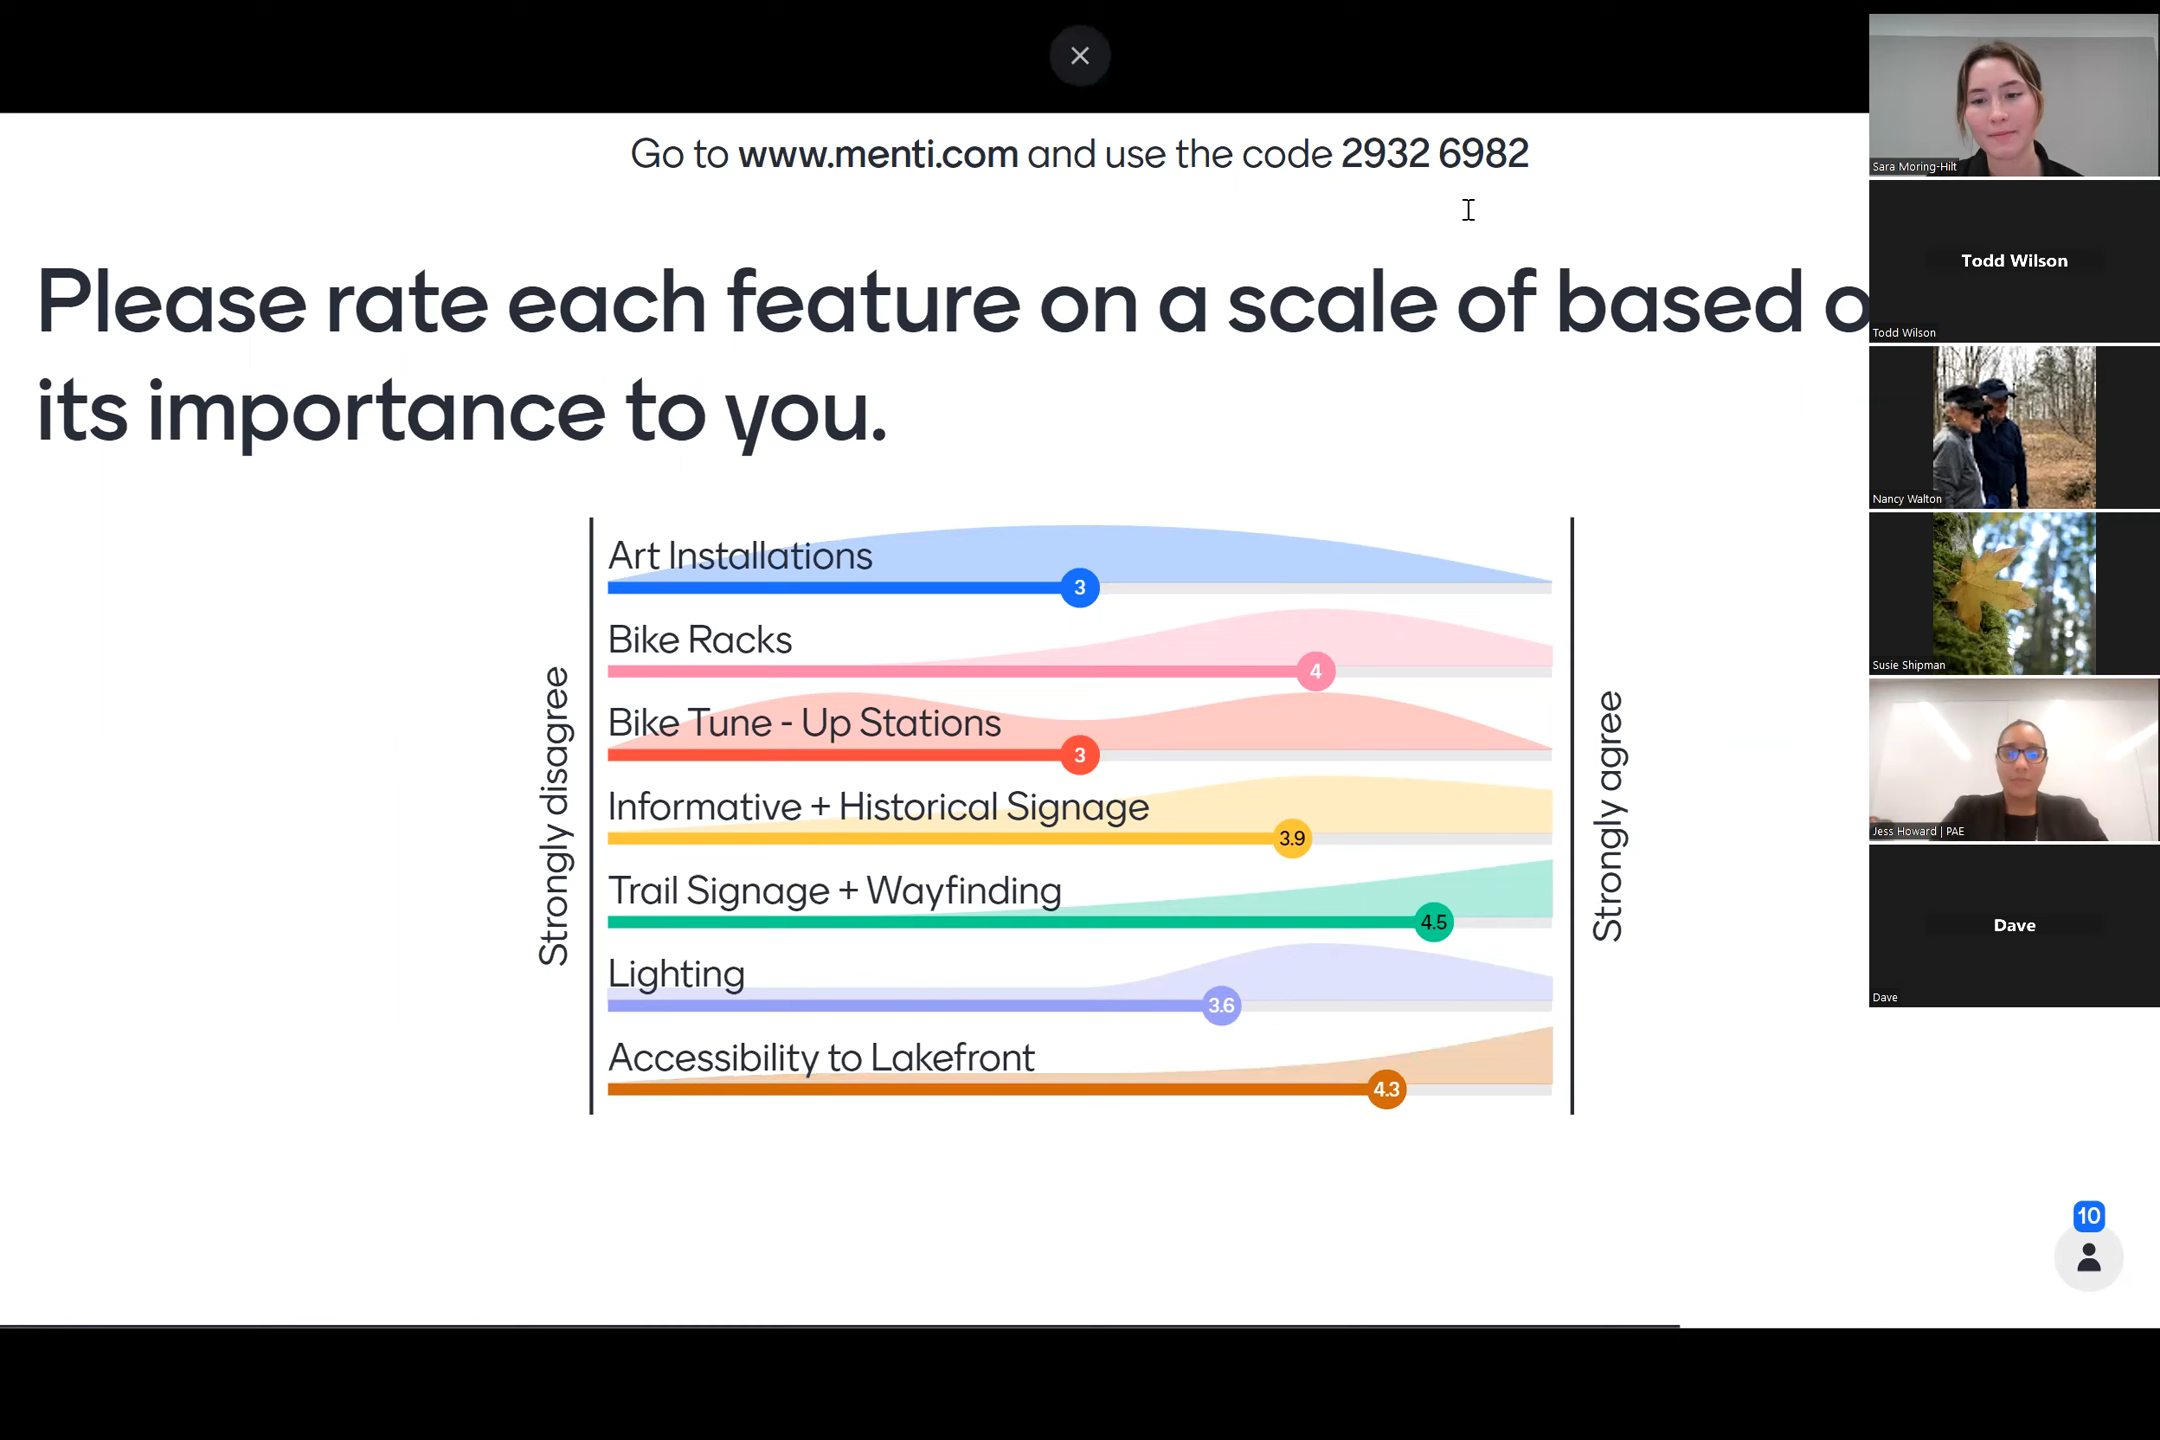 Go to www.menti.com and use the code 2932 6982
Please rate each feature on a scale of based o
its importance to you.
Strongly disagree
Art Installations
3
Bike Racks
4
Bike Tune - Up Stations
3
Informative + Historical Signage
3.9
Trail Signage + Wayfinding
4.5
Lighting
3.6
Accessibility to Lakefront
4.3
Strongly agree
10
Sara Moring-Hilt
Todd Wilson
Todd Wilson
Nancy Walton
Susie Shipman
Jess Howard | PAE
Dave
Dave